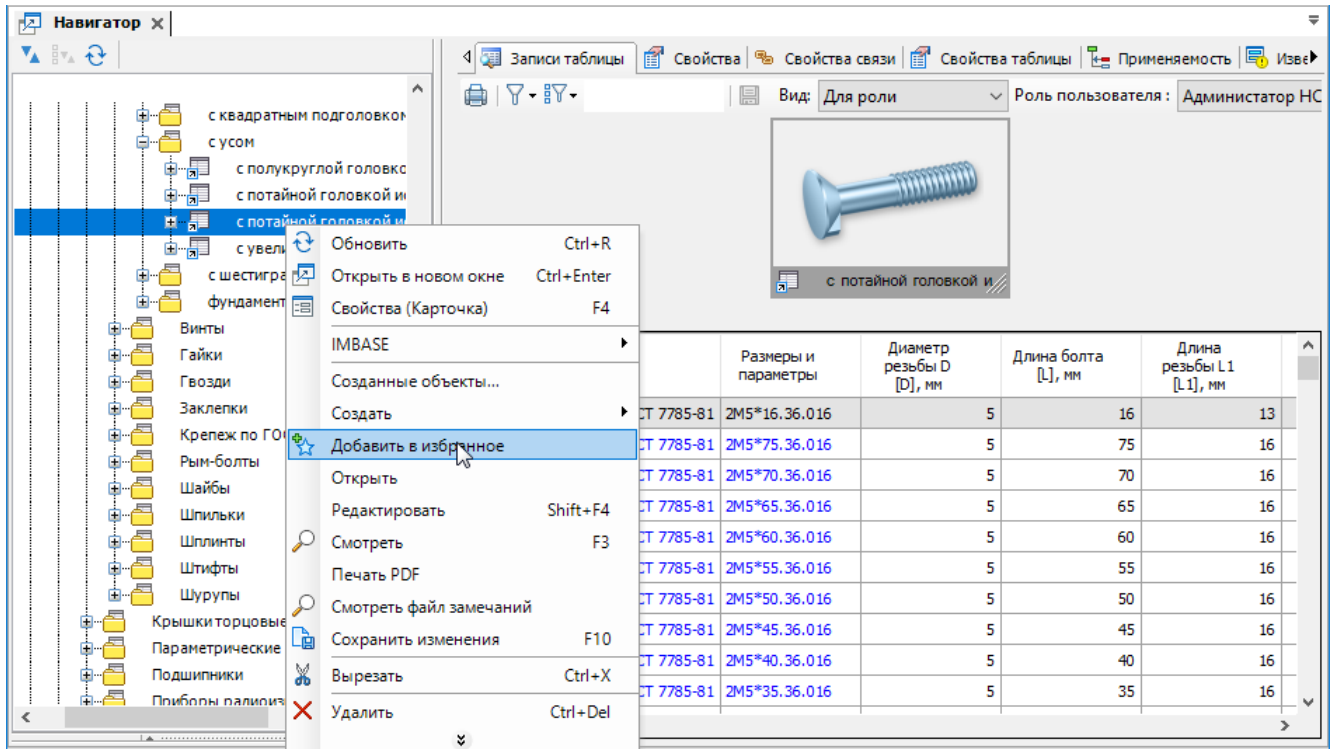 Навигатор
Записи таблицы Свойства Свойства связи Свойства таблицы Применяемость Изве
Вид: Для роли Роль пользователя : Администатор НС
с квадратным подголовком
с усом
с полукруглой головко
с потайной головкой и
с потайной головкой и
с увели
с шестигра
фундамент
Винты
Гайки
Гвозди
Заклепки
Крепеж по ГО
Рым-болты
Шайбы
Шпильки
Шплинты
Штифты
Шурупы
Крышки торцовые
Параметрические
Подшипники
Приборы радиоиз
Обновить Ctrl+R
Открыть в новом окне Ctrl+Enter
Свойства (Карточка) F4
IMBASE
Созданные объекты...
Создать
Добавить в избранное
Открыть
Редактировать Shift+F4
Смотреть F3
Печать PDF
Смотреть файл замечаний
Сохранить изменения F10
Вырезать Ctrl+X
Удалить Ctrl+Del
с потайной головкой и
Размеры и параметры Диаметр резьбы D [D], мм Длина болта [L], мм Длина резьбы L1 [L1], мм
СТ 7785-81 2М5*16.36.016 5 16 13
СТ 7785-81 2М5*75.36.016 5 75 16
СТ 7785-81 2М5*70.36.016 5 70 16
СТ 7785-81 2М5*65.36.016 5 65 16
СТ 7785-81 2М5*60.36.016 5 60 16
СТ 7785-81 2М5*55.36.016 5 55 16
СТ 7785-81 2М5*50.36.016 5 50 16
СТ 7785-81 2М5*45.36.016 5 45 16
СТ 7785-81 2М5*40.36.016 5 40 16
СТ 7785-81 2М5*35.36.016 5 35 16